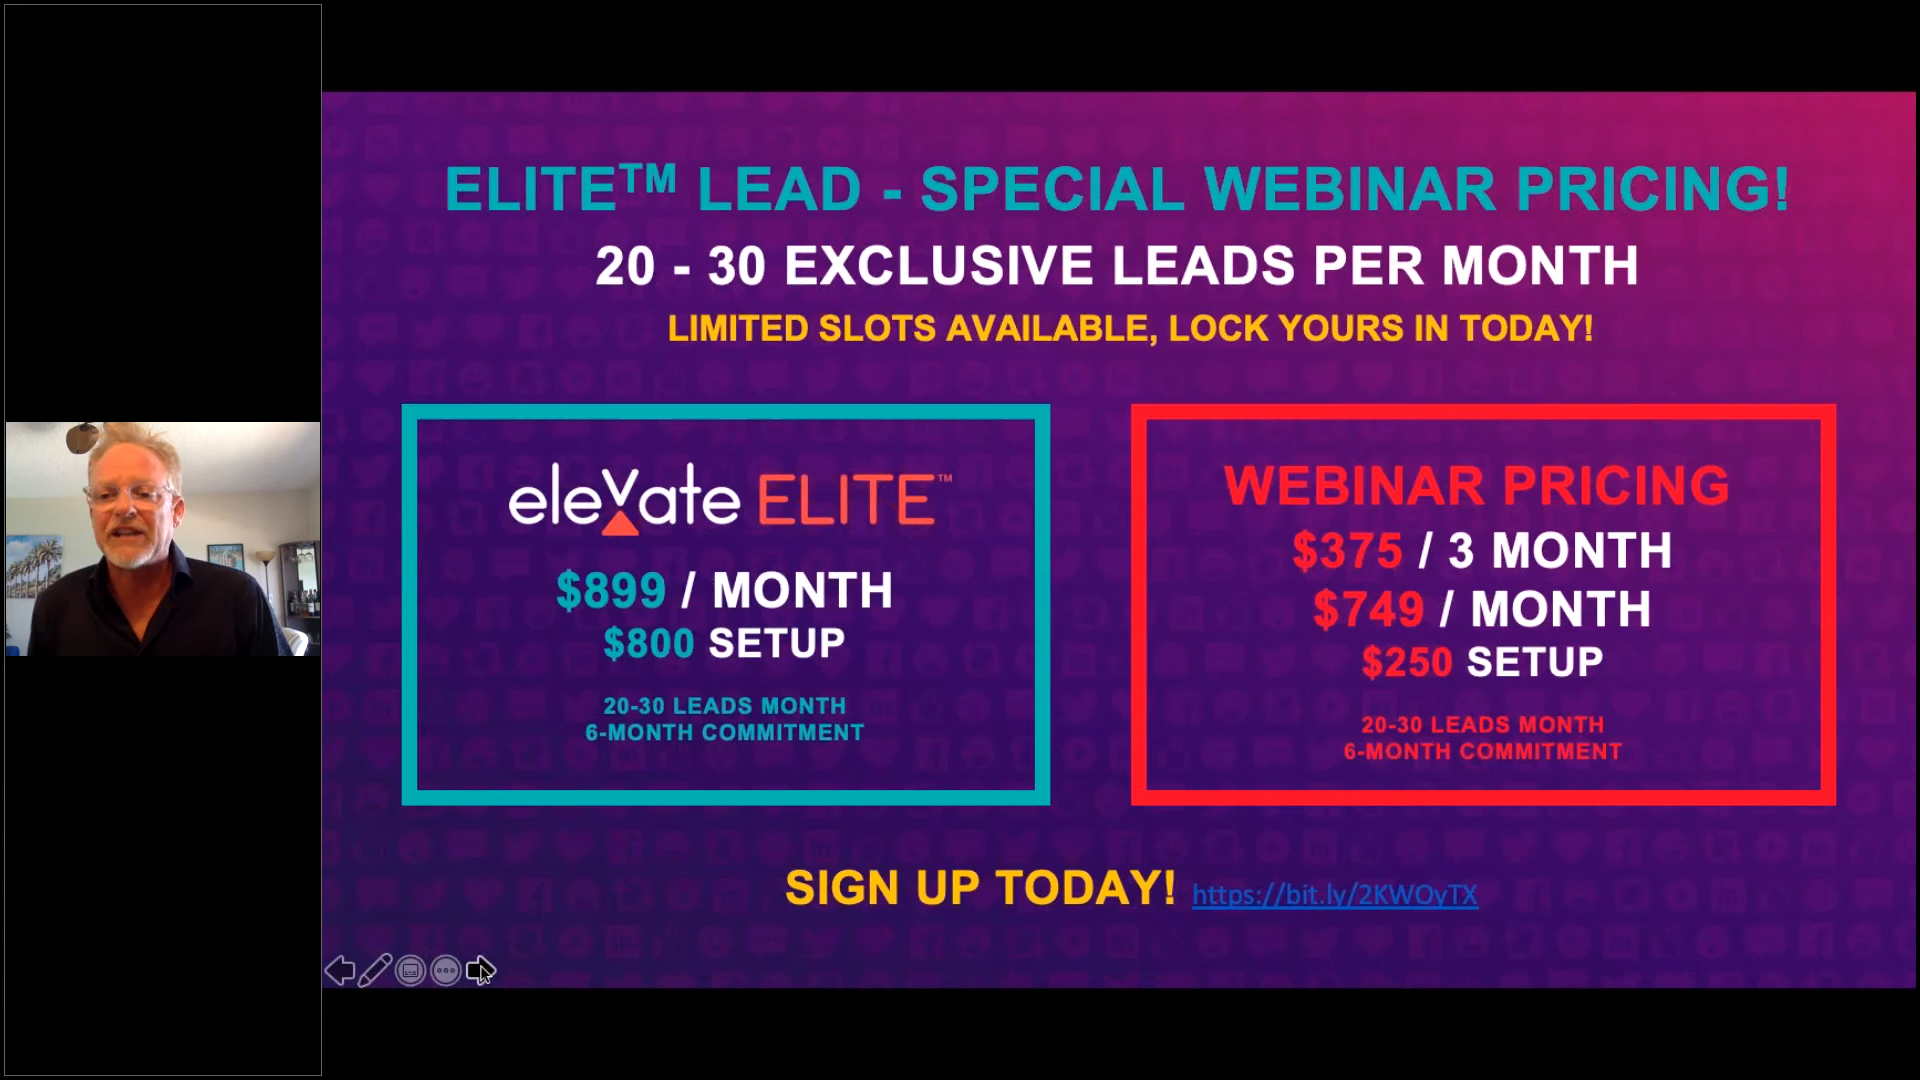 ELITE™ LEAD - SPECIAL WEBINAR PRICING!
20 - 30 EXCLUSIVE LEADS PER MONTH
LIMITED SLOTS AVAILABLE, LOCK YOURS IN TODAY!
elevate ELITE™
$899 / MONTH
$800 SETUP
20-30 LEADS MONTH
6-MONTH COMMITMENT
WEBINAR PRICING
$375 / 3 MONTH
$749 / MONTH
$250 SETUP
20-30 LEADS MONTH
6-MONTH COMMITMENT
SIGN UP TODAY! https://bit.ly/2KWOyTX